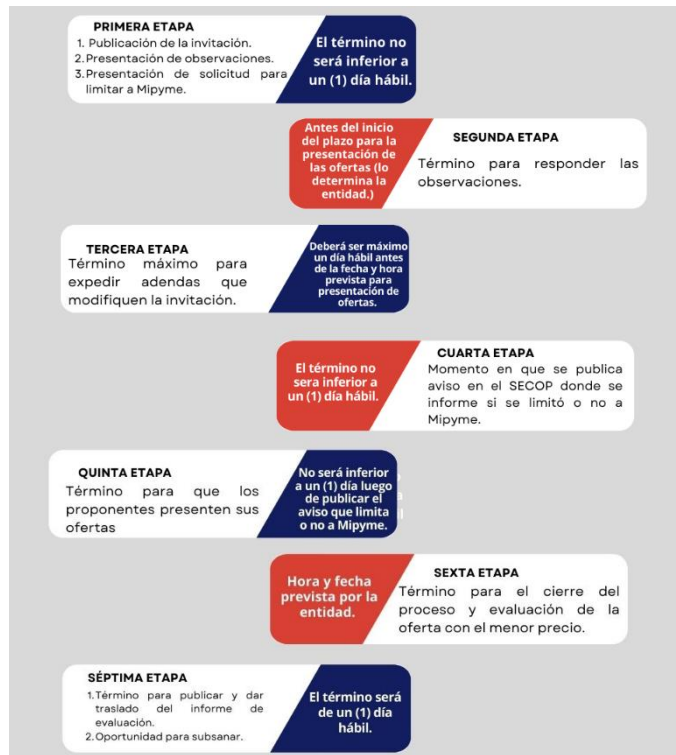 PRIMERA ETAPA
1. Publicación de la invitación.
2. Presentación de observaciones.
3. Presentación de solicitud para
limitar a Mipyme.
El término no
será inferior a
un (1) día hábil.
Antes del inicio
del plazo para la
presentación de
las ofertas (lo
determina la
entidad.)
SEGUNDA ETAPA
Término para responder las
observaciones.
TERCERA ETAPA
Término máximo para
expedir adendas que
modifiquen la invitación.
Deberá ser máximo
un día hábil antes
de la fecha y hora
prevista para
presentación de
ofertas.
El término no
sera inferior a
un (1) día hábil.
CUARTA ETAPA
Momento en que se publica
aviso en el SECOP donde se
informe si se limitó o no a
Mipyme.
QUINTA ETAPA
Término para que los
proponentes presenten sus
ofertas
No será inferior
a un (1) día luego
de publicar el
aviso que limita
o no a Mipyme.
Hora y fecha
prevista por la
entidad.
SEXTA ETAPA
Término para el cierre del
proceso y evaluación de la
oferta con el menor precio.
SÉPTIMA ETAPA
1. Término para publicar y dar
traslado del informe de
evaluación.
2. Oportunidad para subsanar.
El término será
de un (1) día
hábil.